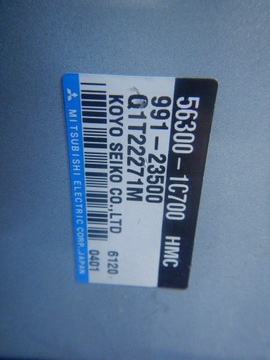 56300-1C700 HMC
991-23500
Q1T22271M
KOYO SEIKO CO.,LTD 6120
MITSUBISHI ELECTRIC CORP.,JAPAN 0401